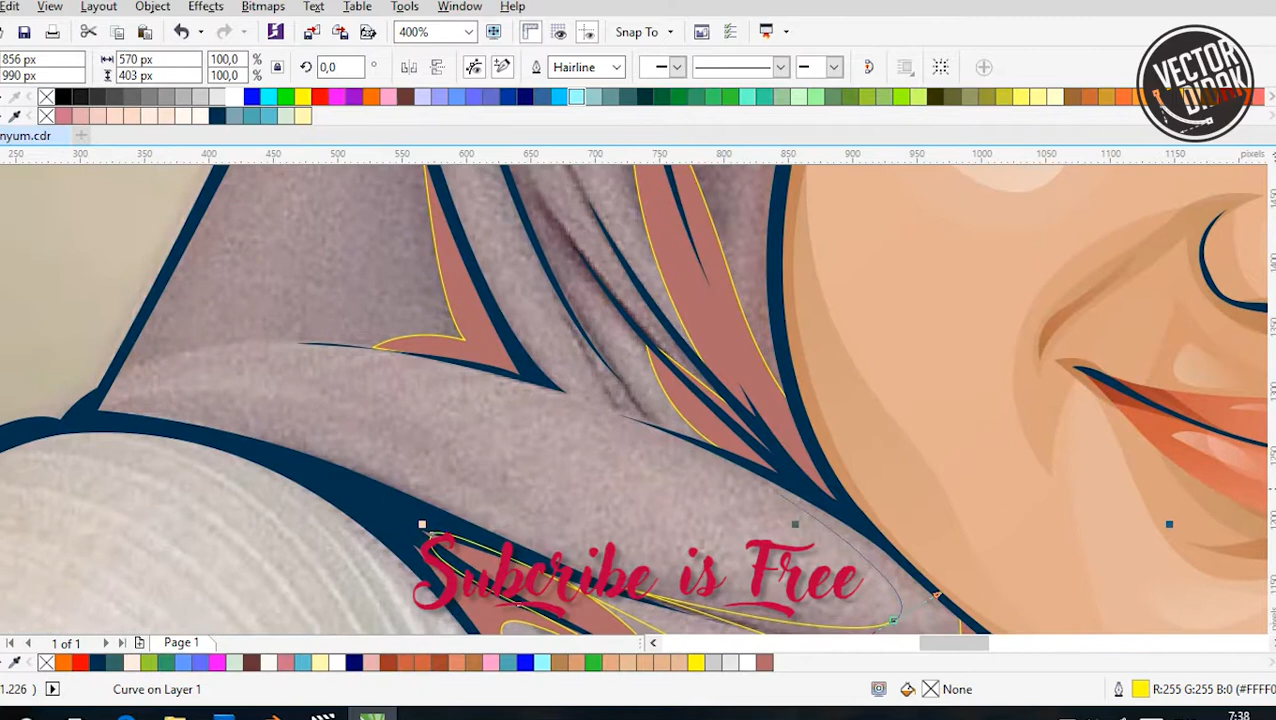 Edit View Layout Object Effects Bitmaps Text Table Tools Window Help
400% Snap To
856 px 570 px 100,0 %
990 px 403 px 100,0 %
0,0 ° Hairline
VECTOR DIDAK
nyum.cdr
250 300 350 400 450 500 550 600 650 700 750 800 850 900 950 1000 1050 1100 1150 pixels
Subcribe is Free
1 of 1 Page 1
1.226 ) Curve on Layer 1 None R:255 G:255 B:0 (#FFFF0
7:38